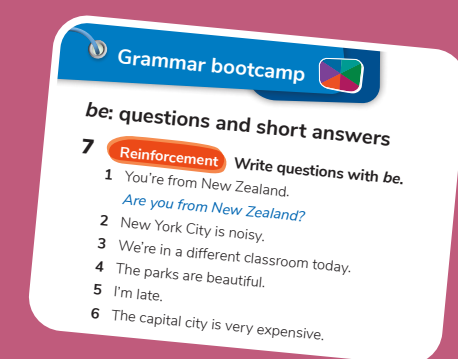 Grammar bootcamp
be: questions and short answers
7 Reinforcement Write questions with be.
1 You're from New Zealand.
Are you from New Zealand?
2 New York City is noisy.
3 We're in a different classroom today.
4 The parks are beautiful.
5 I'm late.
6 The capital city is very expensive.